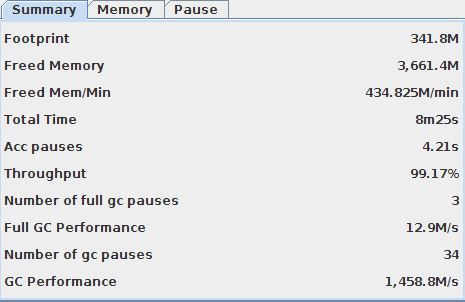 Summary Memory Pause
Footprint 341.8M
Freed Memory 3,661.4M
Freed Mem/Min 434.825M/min
Total Time 8m25s
Acc pauses 4.21s
Throughput 99.17%
Number of full gc pauses 3
Full GC Performance 12.9M/s
Number of gc pauses 34
GC Performance 1,458.8M/s